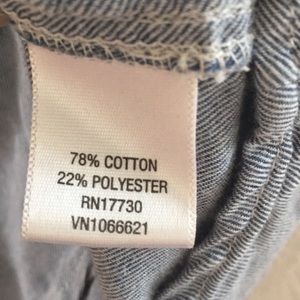 78% COTTON
22% POLYESTER
RN17730
VN1066621